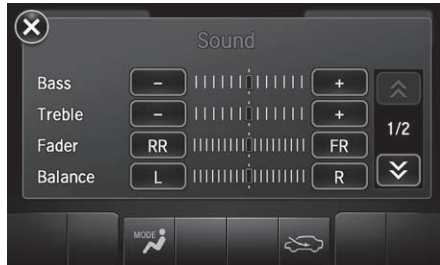 Sound
Bass - +
Treble - +
Fader RR FR
1/2
Balance L R
MODE